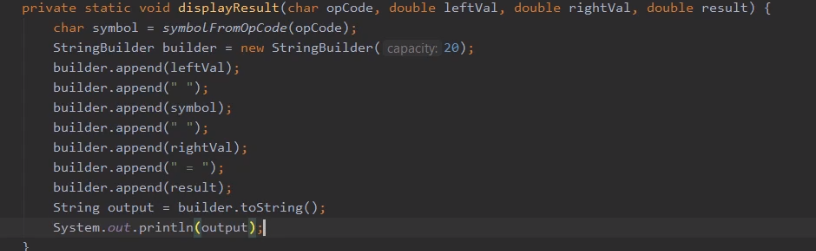 private static void displayResult(char opCode, double leftVal, double rightVal, double result) {
char symbol = symbolFromOpCode(opCode);
StringBuilder builder = new StringBuilder( capacity: 20);
builder.append(leftVal);
builder.append(" ");
builder.append(symbol);
builder.append(" ");
builder.append(rightVal);
builder.append(" = ");
builder.append(result);
String output = builder.toString();
System.out.println(output);
}